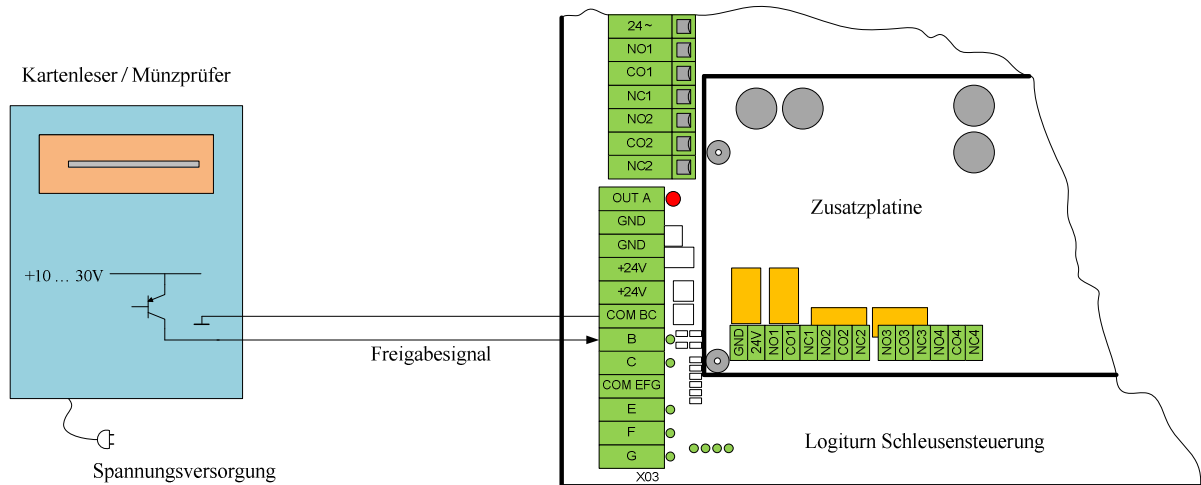 Kartenleser / Münzprüfer
+10 ... 30V
Spannungsversorgung
Freigabesignal
24~
NO1
CO1
NC1
NO2
CO2
NC2
OUT A
GND
GND
+24V
+24V
COM BC
B
C
COM EFG
E
F
G
X03
Zusatzplatine
GND
24V
NO1
CO1
NC1
NO2
CO2
NC2
NO3
CO3
NC3
NO4
CO4
NC4
Logiturn Schleusensteuerung